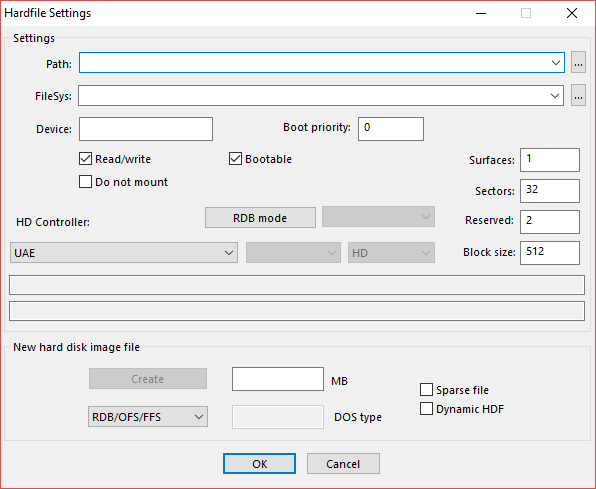 Hardfile Settings
Settings
Path:
...
FileSys:
...
Device:
Boot priority: 0
Read/write
Bootable
Surfaces: 1
Do not mount
Sectors: 32
HD Controller:
RDB mode
Reserved: 2
UAE
HD
Block size: 512
New hard disk image file
Create
MB
Sparse file
RDB/OFS/FFS
DOS type
Dynamic HDF
OK
Cancel